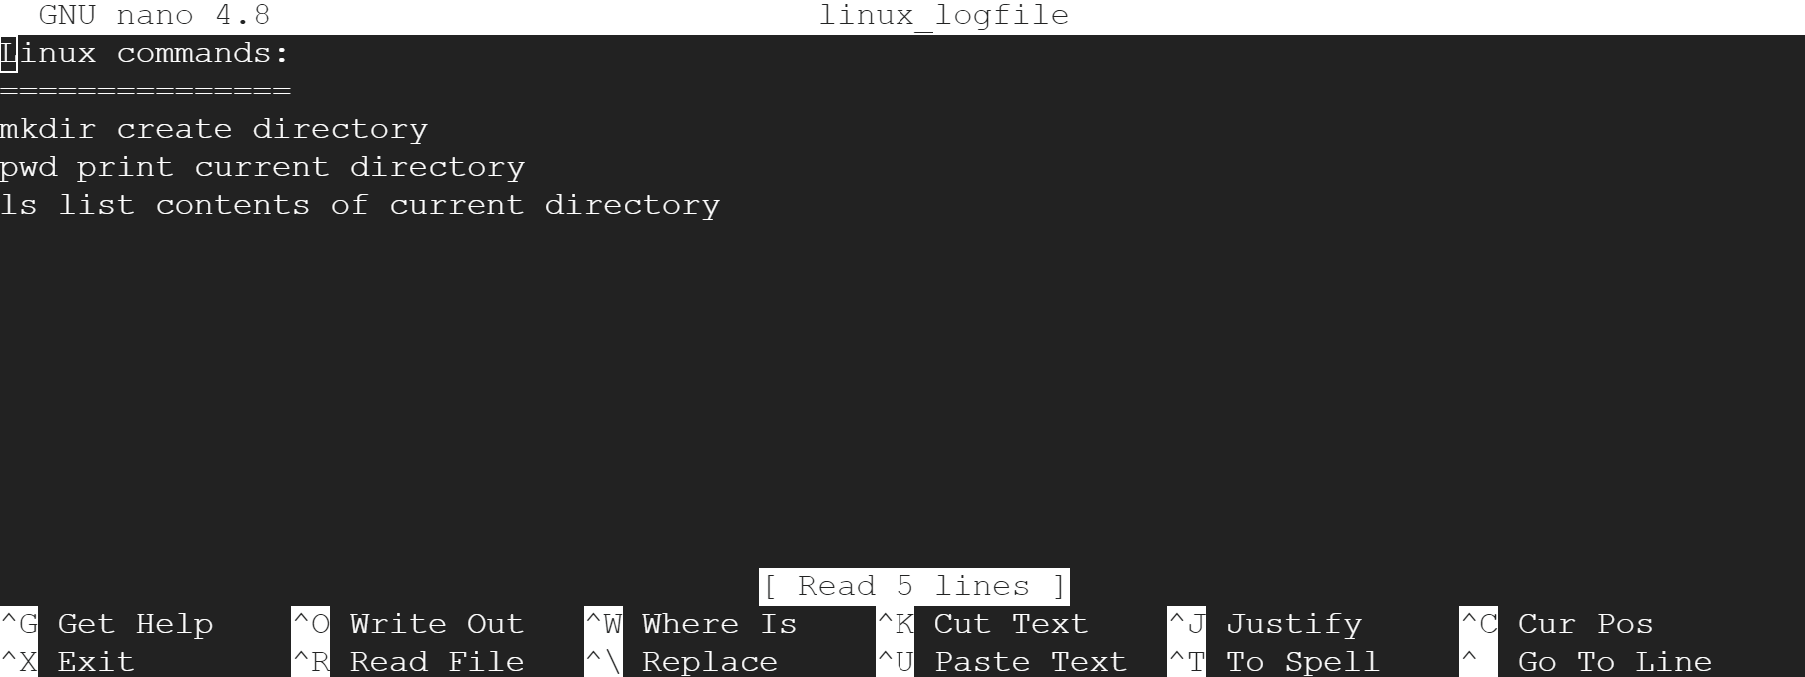 GNU nano 4.8 linux_logfile
Linux commands:
===============
mkdir create directory
pwd print current directory
ls list contents of current directory
[ Read 5 lines ]
^G Get Help ^O Write Out ^W Where Is ^K Cut Text ^J Justify ^C Cur Pos
^X Exit ^R Read File ^\ Replace ^U Paste Text ^T To Spell ^ Go To Line